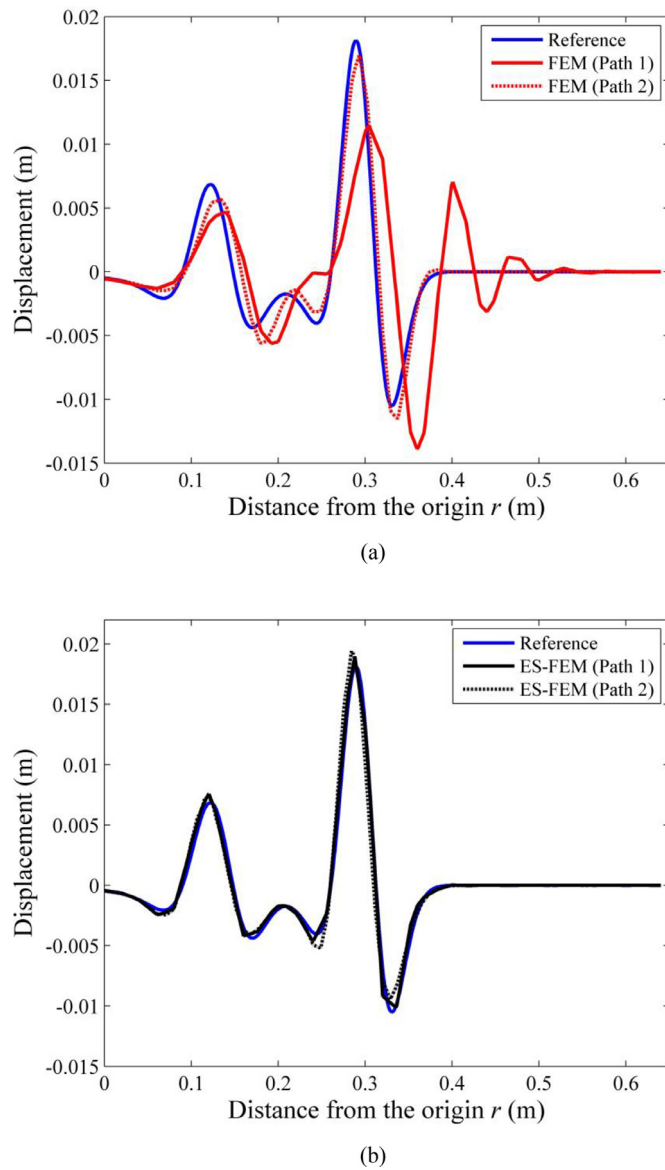 0.02
0.015
0.01
0.005
0
-0.005
-0.01
-0.015
Displacement (m)
Reference
FEM (Path 1)
FEM (Path 2)
0 0.1 0.2 0.3 0.4 0.5 0.6
Distance from the origin r (m)
(a)
0.02
0.015
0.01
0.005
0
-0.005
-0.01
-0.015
Displacement (m)
Reference
ES-FEM (Path 1)
ES-FEM (Path 2)
0 0.1 0.2 0.3 0.4 0.5 0.6
Distance from the origin r (m)
(b)